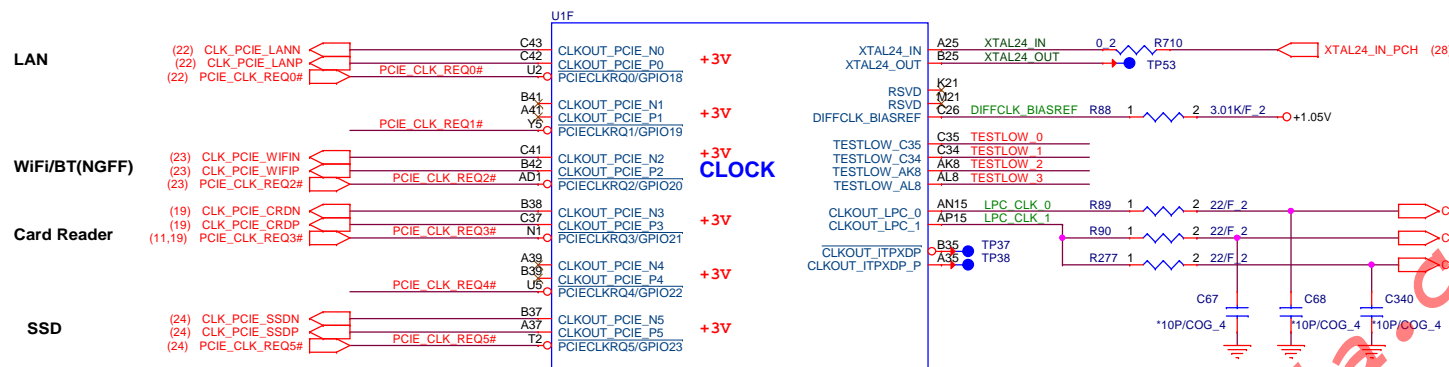 U1F
LAN
(22) CLK_PCIE_LANN
C43
CLKOUT_PCIE_N0
+3V
(22) CLK_PCIE_LANP
C42
CLKOUT_PCIE_P0
(22) PCIE_CLK_REQ0#
PCIE_CLK_REQ0#
U2
PCIECLKRQ0/GPIO18
B41
CLKOUT_PCIE_N1
A41
CLKOUT_PCIE_P1
+3V
PCIE_CLK_REQ1#
Y5
PCIECLKRQ1/GPIO19
WiFi/BT(NGFF)
(23) CLK_PCIE_WIFIN
C41
CLKOUT_PCIE_N2
+3V
(23) CLK_PCIE_WIFIP
B42
CLKOUT_PCIE_P2
(23) PCIE_CLK_REQ2#
PCIE_CLK_REQ2#
AD1
PCIECLKRQ2/GPIO20
CLOCK
Card Reader
(19) CLK_PCIE_CRDN
B38
CLKOUT_PCIE_N3
+3V
(19) CLK_PCIE_CRDP
C37
CLKOUT_PCIE_P3
(11,19) PCIE_CLK_REQ3#
PCIE_CLK_REQ3#
N1
PCIECLKRQ3/GPIO21
A39
CLKOUT_PCIE_N4
B39
CLKOUT_PCIE_P4
+3V
PCIE_CLK_REQ4#
U5
PCIECLKRQ4/GPIO22
SSD
(24) CLK_PCIE_SSDN
B37
CLKOUT_PCIE_N5
(24) CLK_PCIE_SSDP
A37
CLKOUT_PCIE_P5
+3V
(24) PCIE_CLK_REQ5#
PCIE_CLK_REQ5#
T2
PCIECLKRQ5/GPIO23
XTAL24_IN
A25
XTAL24_IN
0_2
R710
XTAL24_IN_PCH (28)
XTAL24_OUT
B25
XTAL24_OUT
TP53
RSVD
K21
RSVD
M21
DIFFCLK_BIASREF
C26
DIFFCLK_BIASREF
R88 1 2 3.01K/F_2
+1.05V
TESTLOW_C35
C35
TESTLOW_0
TESTLOW_C34
C34
TESTLOW_1
TESTLOW_AK8
AK8
TESTLOW_2
TESTLOW_AL8
AL8
TESTLOW_3
CLKOUT_LPC_0
AN15
LPC_CLK_0
R89 1 2 22/F_2
C
CLKOUT_LPC_1
AP15
LPC_CLK_1
R90 1 2 22/F_2
C
CLKOUT_ITPXDP
B35
TP37
CLKOUT_ITPXDP_P
A35
TP38
R277 1 2 22/F_2
C
C67
*10P/COG_4
C68
*10P/COG_4
C340
*10P/COG_4